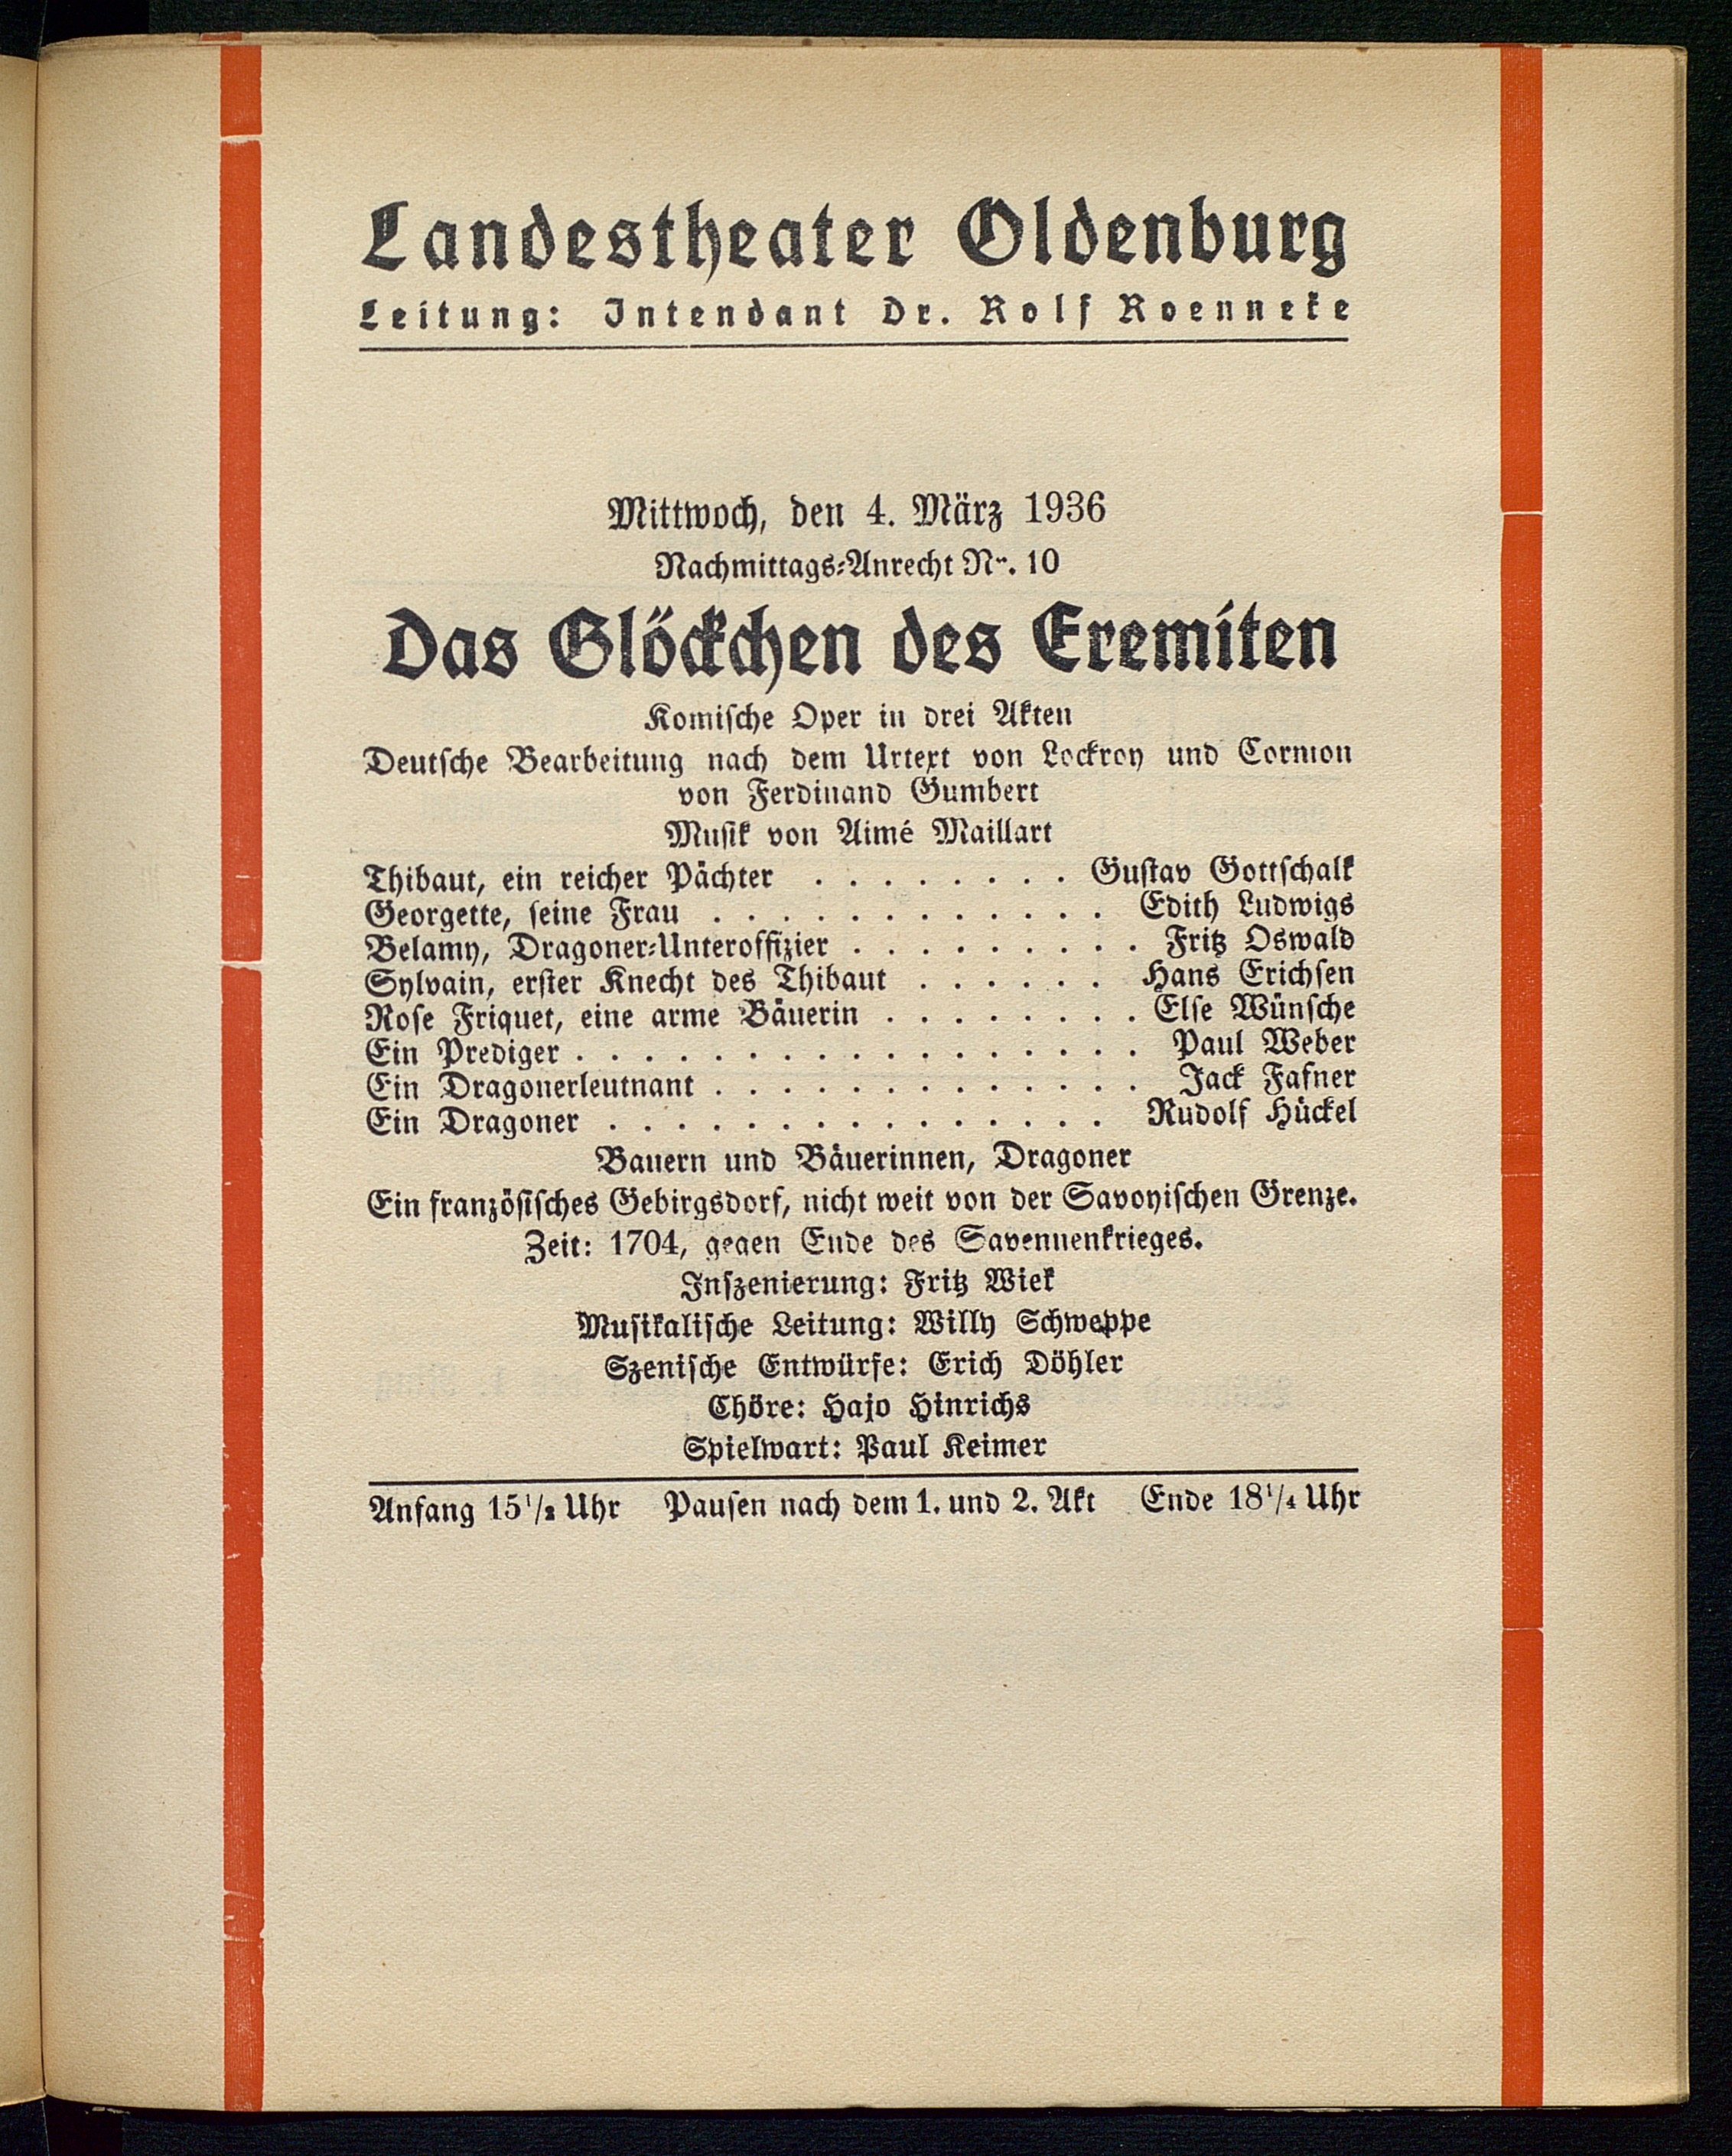 Landestheater Oldenburg
Leitung: Intendant Dr. Rolf Roenneke
Mittwoch, den 4. März 1936
Nachmittags-Anrecht Nr. 10
Das Glöckchen des Eremiten
Komische Oper in drei Akten
Deutsche Bearbeitung nach dem Urtext von Lockroy und Cormon
von Ferdinand Gumbert
Musik von Aimé Maillart
Thibaut, ein reicher Pächter . . . . . . . . Gustav Gottschalk
Georgette, seine Frau . . . . . . . . . . . . Edith Ludwigs
Belamy, Dragoner-Unteroffizier . . . . . . . . . Fritz Oswald
Sylvain, erster Knecht des Thibaut . . . . . . Hans Erichsen
Rose Friquet, eine arme Bäuerin . . . . . . . . Else Wünsche
Ein Prediger . . . . . . . . . . . . . . . . . Paul Weber
Ein Dragonerleutnant . . . . . . . . . . . . . Jack Fafner
Ein Dragoner . . . . . . . . . . . . . . . Rudolf Hückel
Bauern und Bäuerinnen, Dragoner
Ein französisches Gebirgsdorf, nicht weit von der Savoyischen Grenze.
Zeit: 1704, gegen Ende des Savennenkrieges.
Inszenierung: Fritz Wiek
Musikalische Leitung: Willy Schweppe
Szenische Entwürfe: Erich Döhler
Chöre: Hajo Hinrichs
Spielwart: Paul Keimer
Anfang 15 1/2 Uhr Pausen nach dem 1. und 2. Akt Ende 18 1/4 Uhr